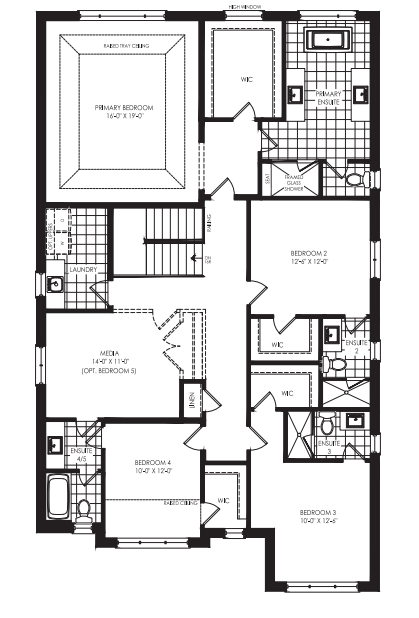 HIGH WINDOW
RAISED TRAY CEILING
WIC
PRIMARY BEDROOM
16'-0" X 19'-0"
PRIMARY
ENSUITE
SEAT
FRAMED
GLASS
SHOWER
OPT. UPPERS
D
W
RAILING
DN
LAUNDRY
BEDROOM 2
12'-6" X 12'-0"
MEDIA
14'-0" X 11'-0"
(OPT. BEDROOM 5)
WIC
ENSUITE
2
LINEN
WIC
ENSUITE
3
ENSUITE
4/5
BEDROOM 4
10'-0" X 12'-0"
RAISED CEILING
WIC
BEDROOM 3
10'-0" X 12'-6"